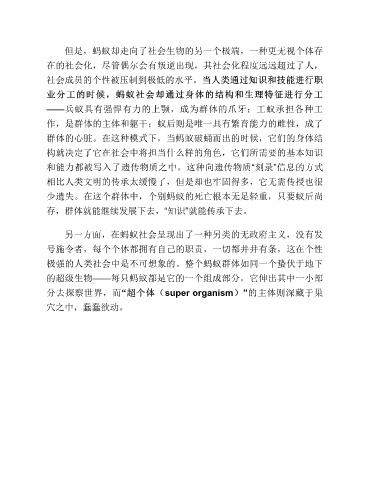 但是，蚂蚁却走向了社会生物的另一个极端，一种更无视个体存
在的社会化，尽管偶尔会有叛逆出现，其社会化程度远远超过了人，
社会成员的个性被压制到极低的水平。当人类通过知识和技能进行职
业分工的时候，蚂蚁社会却通过身体的结构和生理特征进行分工
——兵蚁具有强悍有力的上颚，成为群体的爪牙；工蚁承担各种工
作，是群体的主体和躯干；蚁后则是唯一具有繁育能力的雌性，成了
群体的心脏。在这种模式下，当蚂蚁破蛹而出的时候，它们的身体结
构就决定了它在社会中将担当什么样的角色，它们所需要的基本知识
和能力都被写入了遗传物质之中。这种向遗传物质“刻录”信息的方式
相比人类文明的传承太缓慢了，但是却也牢固得多，它无需传授也很
少遗失。在这个群体中，个别蚂蚁的死亡根本无足轻重，只要蚁后尚
存，群体就能继续发展下去，“知识”就能传承下去。
另一方面，在蚂蚁社会呈现出了一种另类的无政府主义，没有发
号施令者，每个个体都拥有自己的职责，一切都井井有条，这在个性
极强的人类社会中是不可想象的。整个蚂蚁群体如同一个蛰伏于地下
的超级生物——每只蚂蚁都是它的一个组成部分，它伸出其中一小部
分去探察世界，而“超个体（super organism）”的主体则深藏于巢
穴之中，蠢蠢欲动。